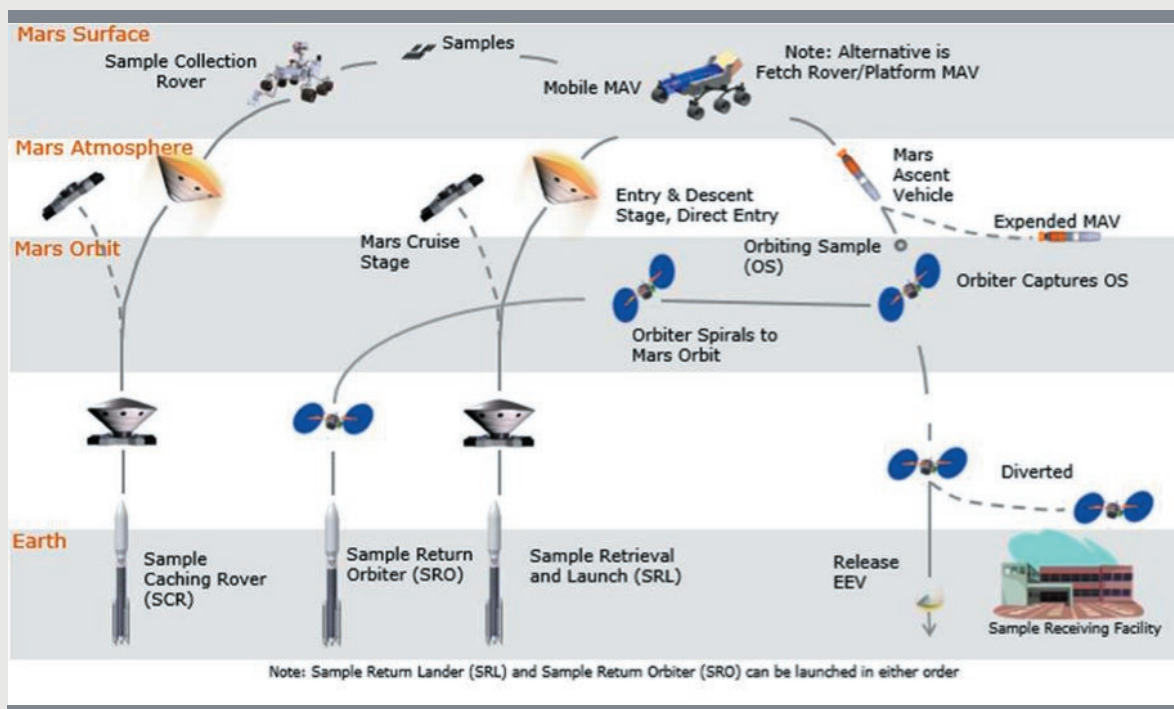 Mars Surface
Sample Collection
Rover
Samples
Mobile MAV
Note: Alternative is
Fetch Rover/Platform MAV
Mars Atmosphere
Mars
Ascent
Vehicle
Entry & Descent
Stage, Direct Entry
Expended MAV
Mars Orbit
Mars Cruise
Stage
Orbiting Sample
(OS)
Orbiter Captures OS
Orbiter Spirals to
Mars Orbit
Diverted
Earth
Sample
Caching Rover
(SCR)
Sample Return
Orbiter (SRO)
Sample Retrieval
and Launch (SRL)
Release
EEV
Sample Receiving Facility
Note: Sample Return Lander (SRL) and Sample Return Orbiter (SRO) can be launched in either order